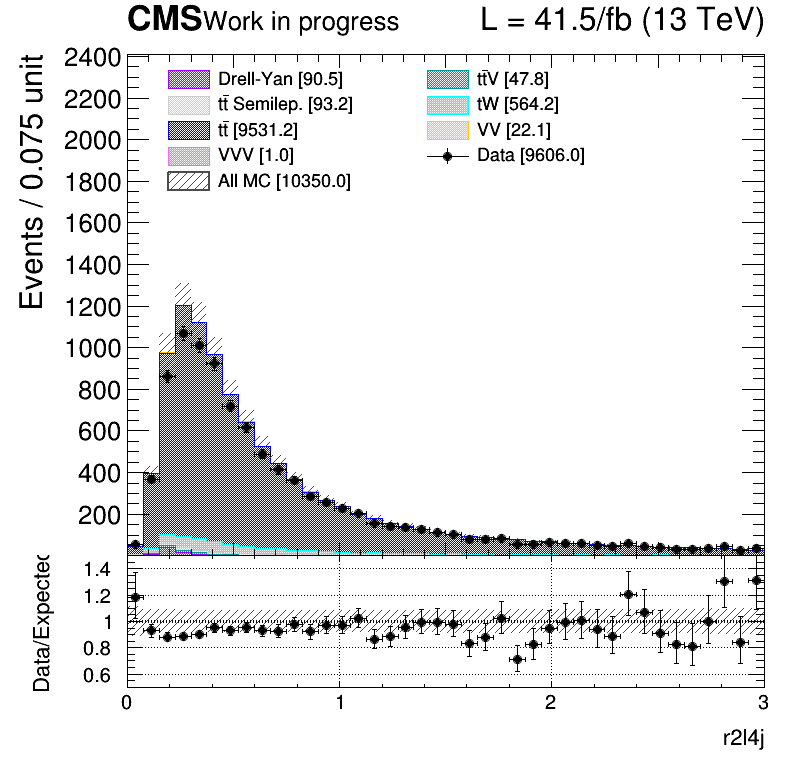 CMS Work in progress L = 41.5/fb (13 TeV)
Events / 0.075 unit
2400
2200
2000
1800
1600
1400
1200
1000
800
600
400
200
Drell-Yan [90.5]
tt̄ Semilep. [93.2]
tt̄ [9531.2]
VVV [1.0]
All MC [10350.0]
tt̄V [47.8]
tW [564.2]
VV [22.1]
Data [9606.0]
Data/Expected
1.4
1.2
1
0.8
0.6
0 1 2 3
r2l4j